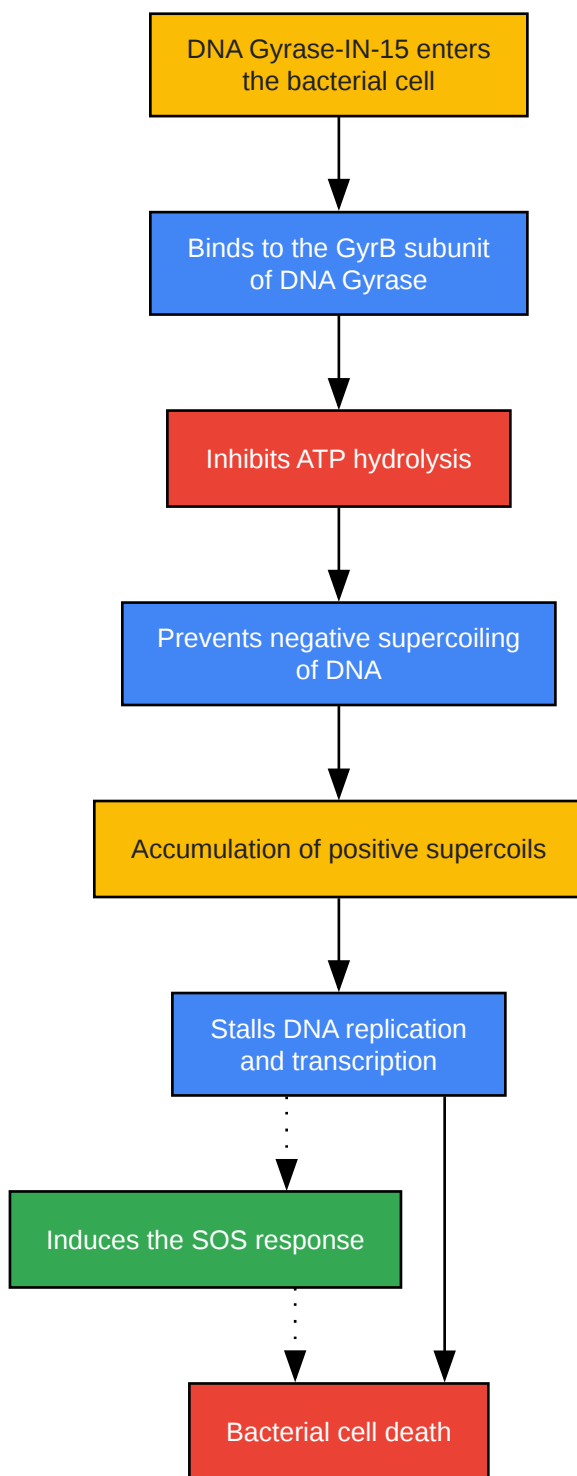 DNA Gyrase-IN-15 enters
the bacterial cell
Binds to the GyrB subunit
of DNA Gyrase
Inhibits ATP hydrolysis
Prevents negative supercoiling
of DNA
Accumulation of positive supercoils
Stalls DNA replication
and transcription
Induces the SOS response
Bacterial cell death